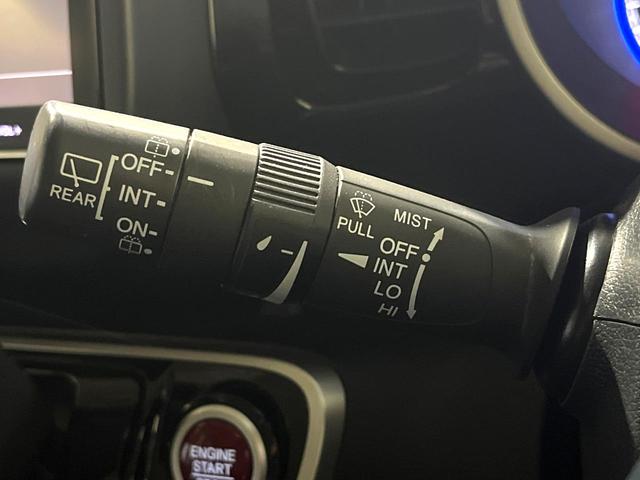 OFF-
REAR
INT-
ON-
PULL
MIST
OFF
INT
LO
HI
ENGINE
START